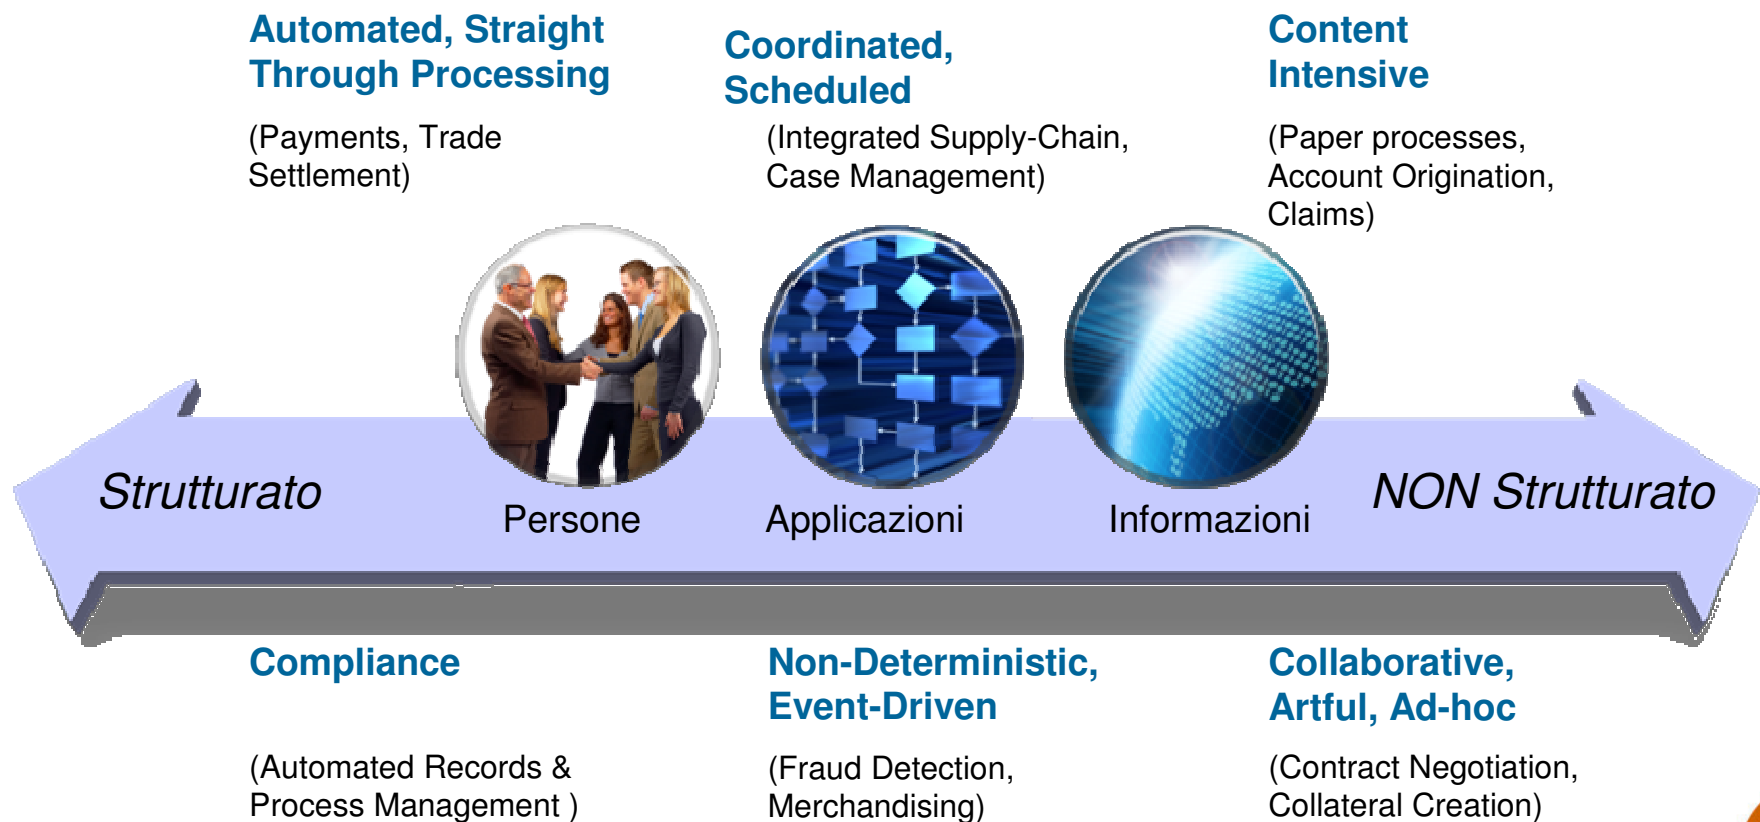 Automated, Straight
Through Processing
(Payments, Trade
Settlement)
Coordinated,
Scheduled
(Integrated Supply-Chain,
Case Management)
Content
Intensive
(Paper processes,
Account Origination,
Claims)
Strutturato
Persone
Applicazioni
Informazioni
NON Strutturato
Compliance
(Automated Records &
Process Management )
Non-Deterministic,
Event-Driven
(Fraud Detection,
Merchandising)
Collaborative,
Artful, Ad-hoc
(Contract Negotiation,
Collateral Creation)